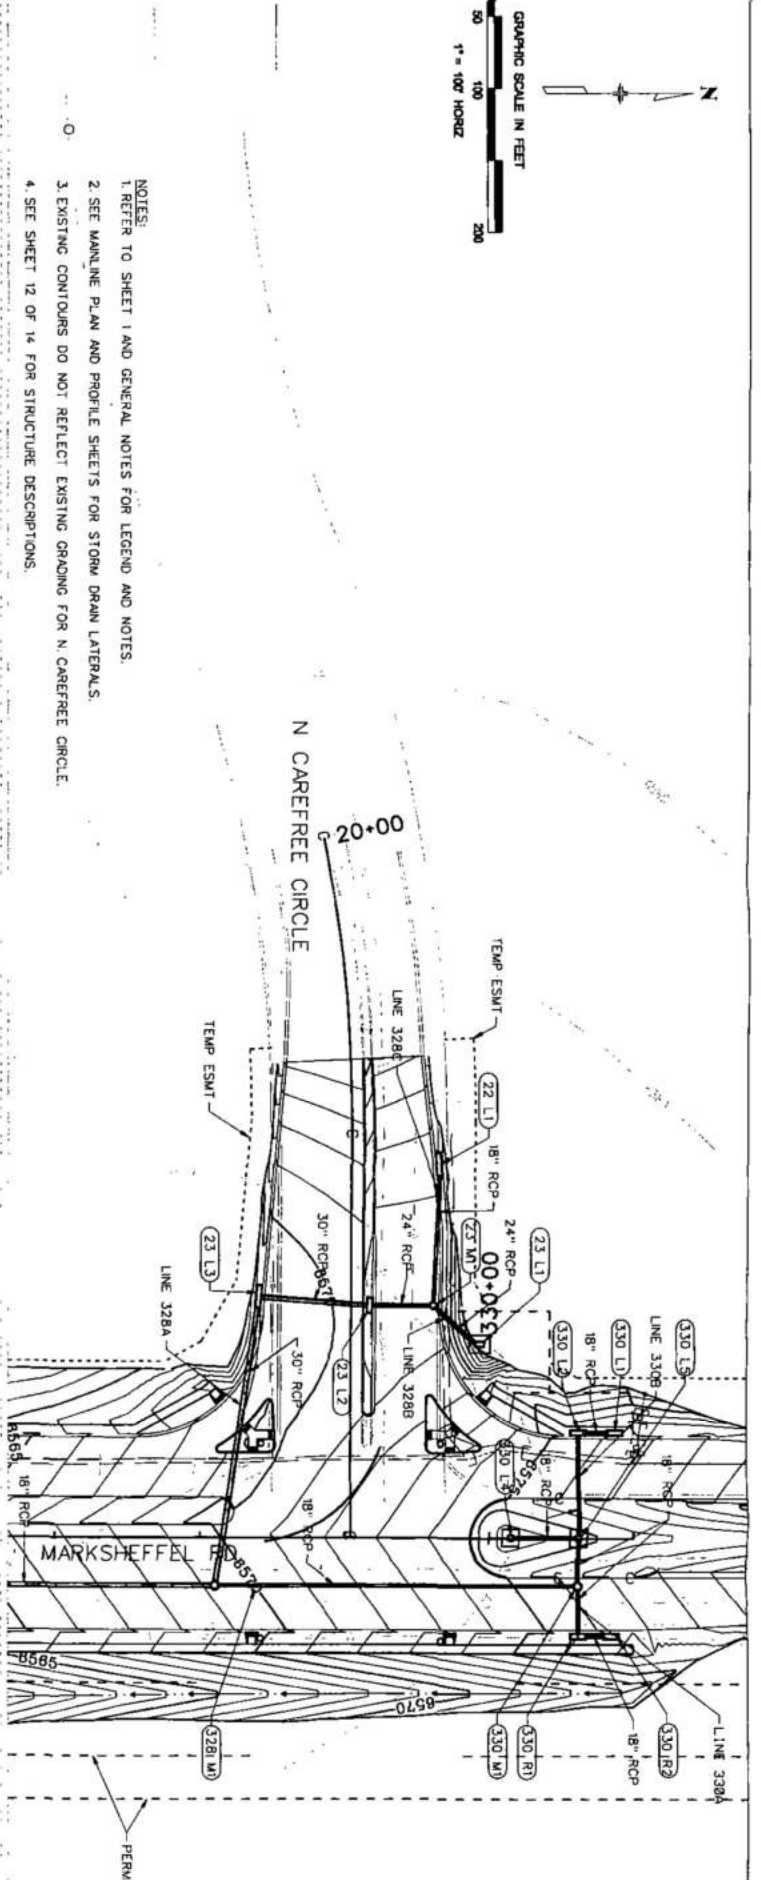 N
GRAPHIC SCALE IN FEET
50 100 200
1" = 100' HORIZ
NOTES:
1. REFER TO SHEET 1 AND GENERAL NOTES FOR LEGEND AND NOTES.
2. SEE MAINLINE PLAN AND PROFILE SHEETS FOR STORM DRAIN LATERALS.
3. EXISTING CONTOURS DO NOT REFLECT EXISTNG GRADING FOR N. CAREFREE CIRCLE.
4. SEE SHEET 12 OF 14 FOR STRUCTURE DESCRIPTIONS.
N CAREFREE CIRCLE
20+00
TEMP ESMT
LINE 328C
22 L1
18" RCP
24" RCP
23 L1
23 M1
330+00
24" RCP
30" RCP
TEMP ESMT
23 L3
LINE 328A
30" RCP
23 L2
LINE 328B
330 L5
LINE 330B
330 L1
18" RCP
330 L2
18" RCP
18" RCP
18" RCP
8565
18" RCP
MARKSHEFFEL RD
8570
8565
8570
328 M1
330 M1
330 R1
18" RCP
330 R2
LINE 330A
PERM